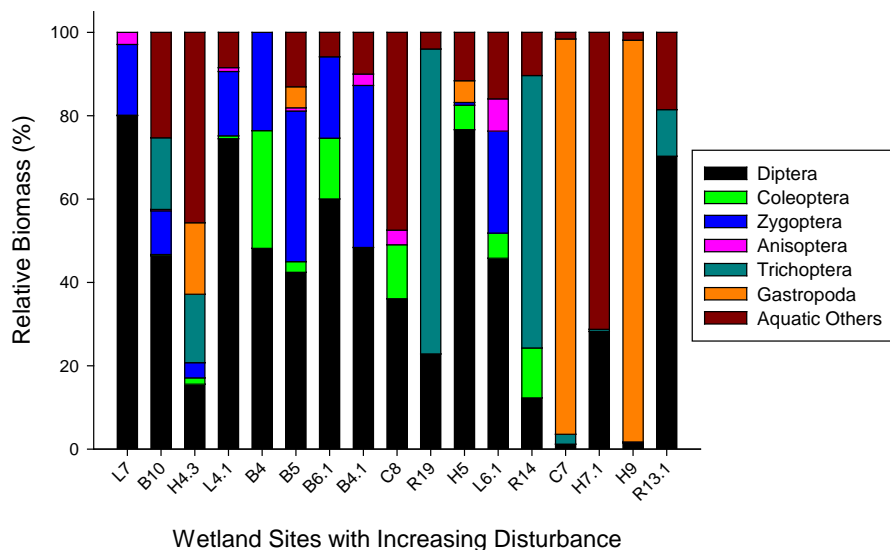 Relative Biomass (%)
100
80
60
40
20
0
L7
B10
H4.3
L4.1
B4
B5
B6.1
B4.1
C8
R19
H5
L6.1
R14
C7
H7.1
H9
R13.1
Wetland Sites with Increasing Disturbance
Diptera
Coleoptera
Zygoptera
Anisoptera
Trichoptera
Gastropoda
Aquatic Others